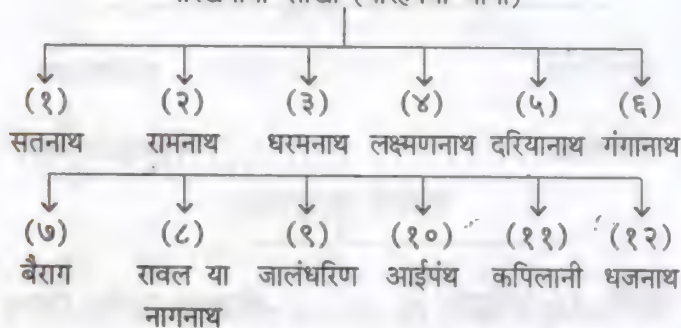 (१) (२) (३) (४) (५) (६)
सतनाथ रामनाथ धरमनाथ लक्ष्मणनाथ दरियानाथ गंगानाथ
(७) (८) (९) (१०) (११) (१२)
बैराग रावल या जालंधरिण आईपंथ कपिलानी धजनाथ
नागनाथ